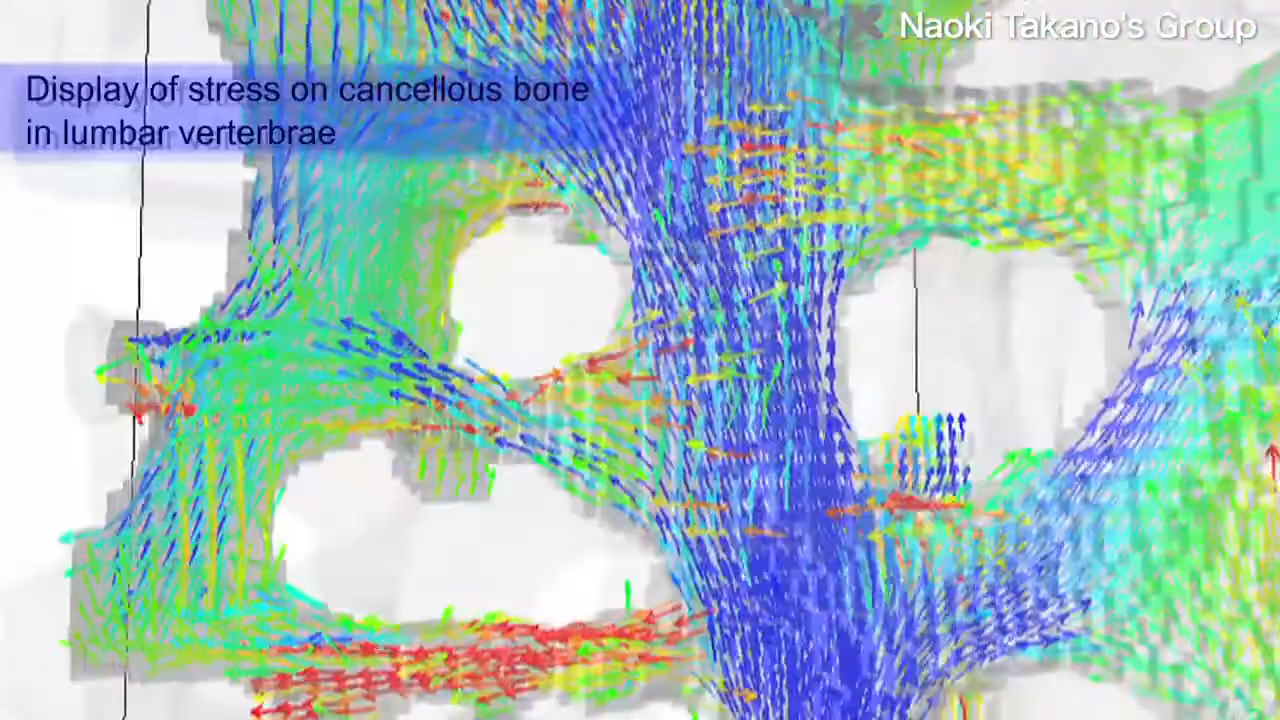 Naoki Takano's Group
Display of stress on cancellous bone
in lumbar verterbrae